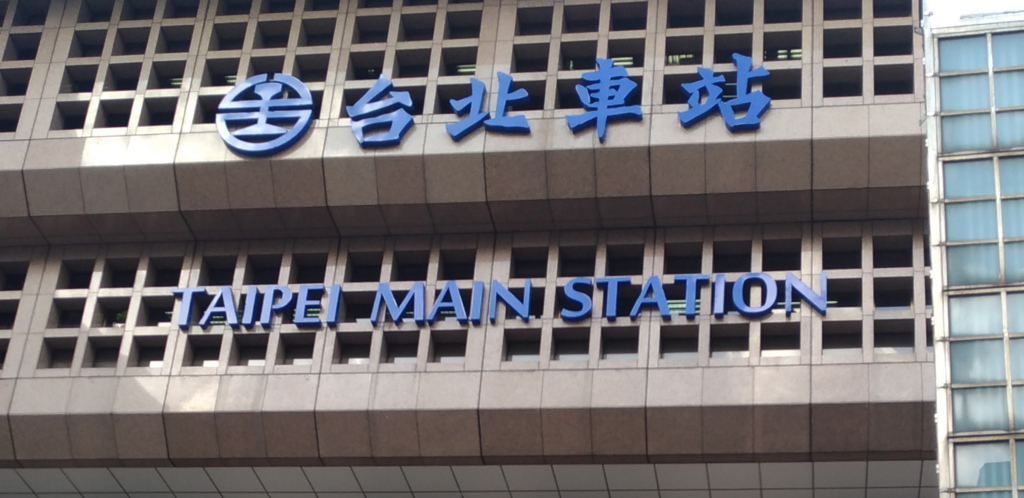 台北車站
TAIPEI MAIN STATION